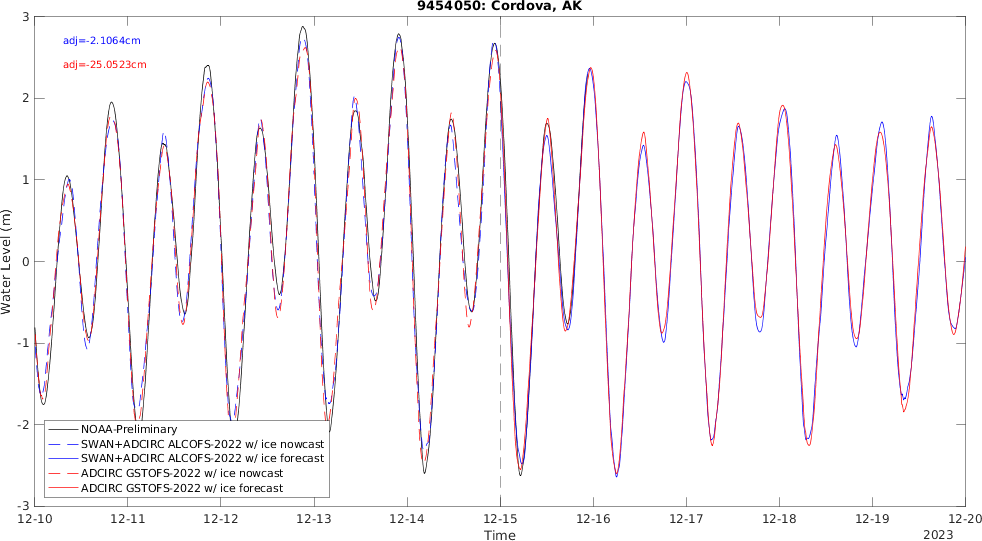 9454050: Cordova, AK
adj=-2.1064cm
adj=-25.0523cm
Water Level (m)
3
2
1
0
-1
-2
-3
NOAA-Preliminary
SWAN+ADCIRC ALCOFS-2022 w/ ice nowcast
SWAN+ADCIRC ALCOFS-2022 w/ ice forecast
ADCIRC GSTOFS-2022 w/ ice nowcast
ADCIRC GSTOFS-2022 w/ ice forecast
12-10 12-11 12-12 12-13 12-14 12-15 12-16 12-17 12-18 12-19 12-20
Time
2023